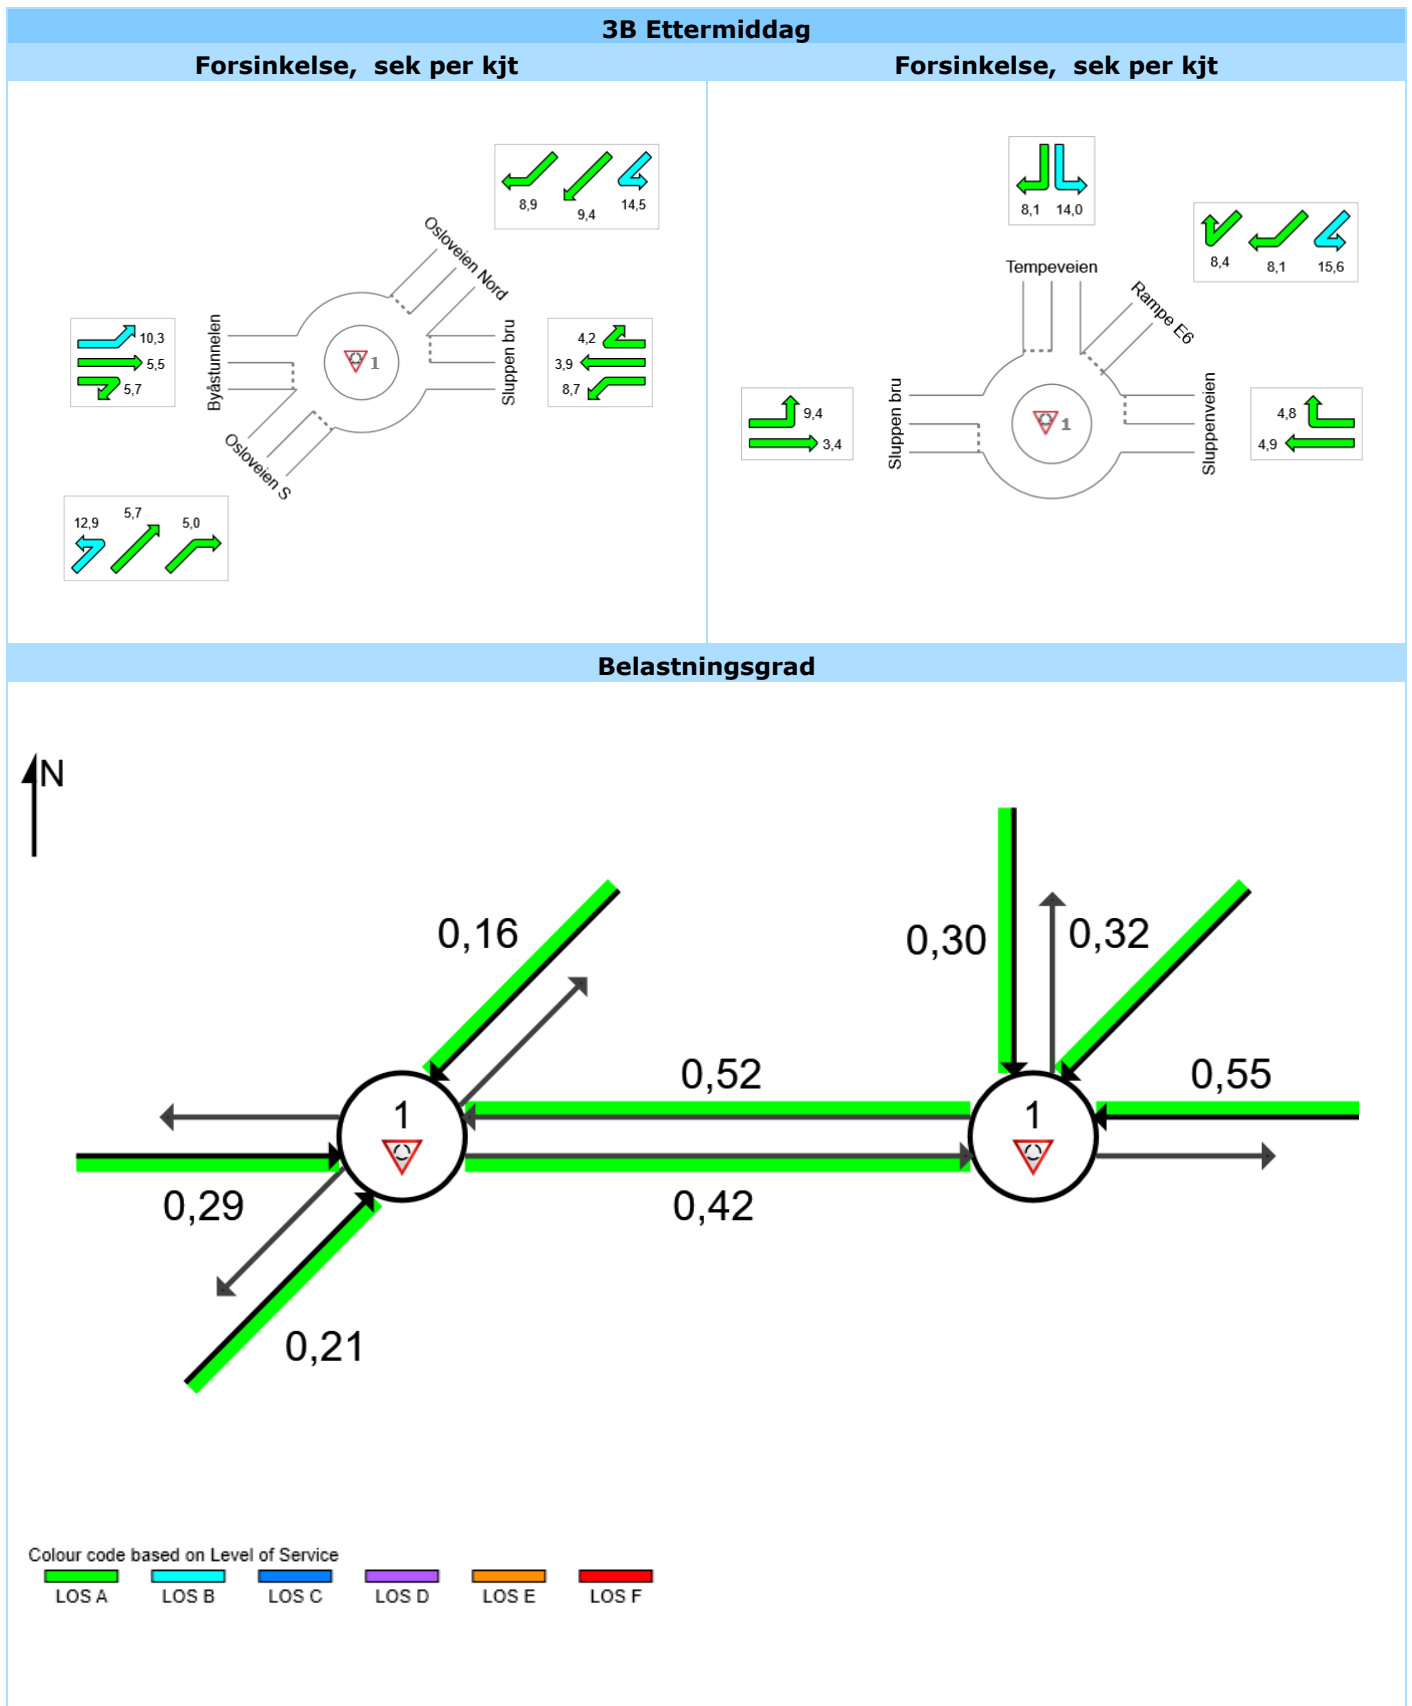 3B Ettermiddag
Forsinkelse, sek per kjt
Forsinkelse, sek per kjt
8,9 9,4 14,5
Osloveien Nord
10,3
5,5
5,7
Byåstunnelen
1
Sluppen bru
4,2
3,9
8,7
Osloveien S
12,9 5,7 5,0
8,1 14,0
8,4 8,1 15,6
Tempeveien
Rampe E6
9,4
3,4
Sluppen bru
1
Sluppenveien
4,8
4,9
Belastningsgrad
N
0,16
0,30
0,32
0,52
0,55
1
1
0,29
0,42
0,21
Colour code based on Level of Service
LOS A LOS B LOS C LOS D LOS E LOS F